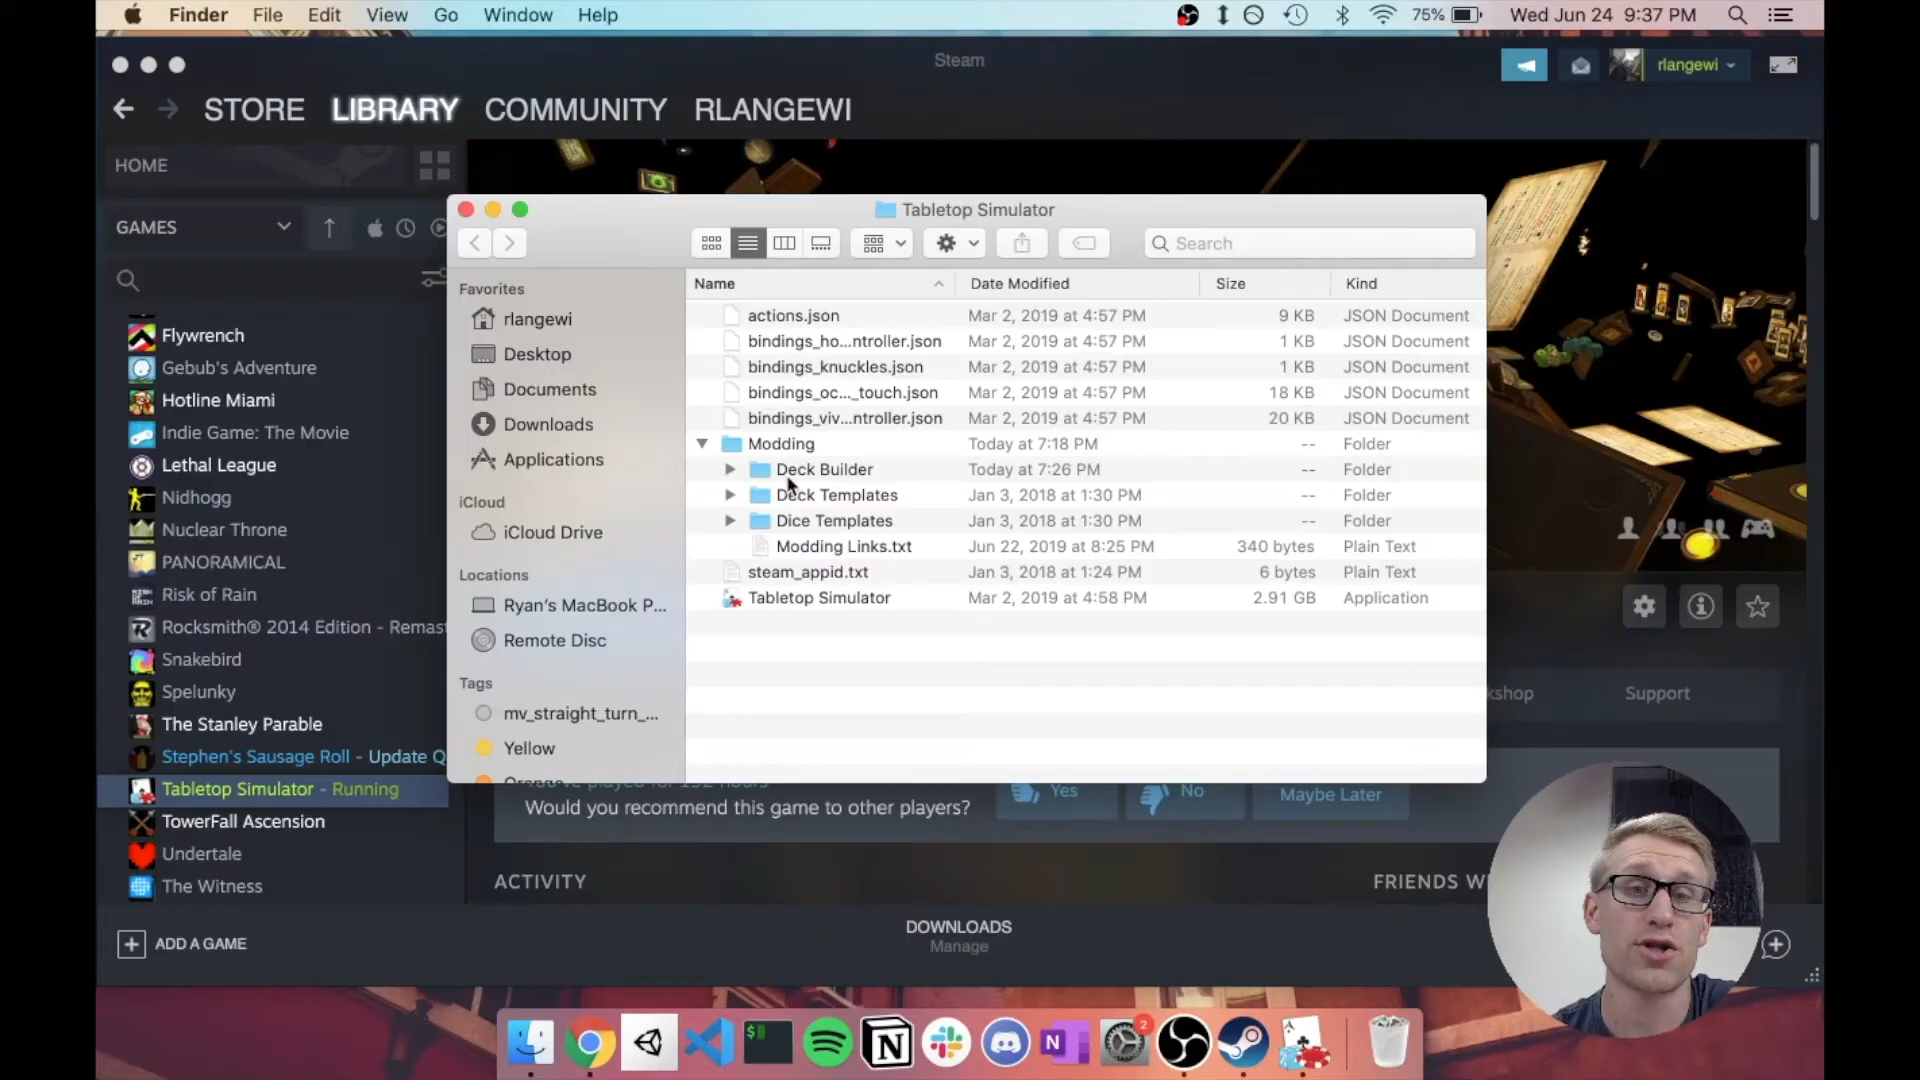 Finder File Edit View Go Window Help 75% Wed Jun 24 9:37 PM
Steam
rlangewi
STORE LIBRARY COMMUNITY RLANGEWI
HOME
GAMES
Flywrench
Gebub's Adventure
Hotline Miami
Indie Game: The Movie
Lethal League
Nidhogg
Nuclear Throne
PANORAMICAL
Risk of Rain
Rocksmith® 2014 Edition - Remast
Snakebird
Spelunky
The Stanley Parable
Stephen's Sausage Roll - Update Q
Tabletop Simulator - Running
TowerFall Ascension
Undertale
The Witness
ADD A GAME
Tabletop Simulator
Search
Favorites
rlangewi
Desktop
Documents
Downloads
Applications
iCloud
iCloud Drive
Locations
Ryan's MacBook P...
Remote Disc
Tags
mv_straight_turn_...
Yellow
Orange
Name Date Modified Size Kind
actions.json Mar 2, 2019 at 4:57 PM 9 KB JSON Document
bindings_ho...ntroller.json Mar 2, 2019 at 4:57 PM 1 KB JSON Document
bindings_knuckles.json Mar 2, 2019 at 4:57 PM 1 KB JSON Document
bindings_oc..._touch.json Mar 2, 2019 at 4:57 PM 18 KB JSON Document
bindings_viv...ntroller.json Mar 2, 2019 at 4:57 PM 20 KB JSON Document
Modding Today at 7:18 PM -- Folder
Deck Builder Today at 7:26 PM -- Folder
Deck Templates Jan 3, 2018 at 1:30 PM -- Folder
Dice Templates Jan 3, 2018 at 1:30 PM -- Folder
Modding Links.txt Jun 22, 2019 at 8:25 PM 340 bytes Plain Text
steam_appid.txt Jan 3, 2018 at 1:24 PM 6 bytes Plain Text
Tabletop Simulator Mar 2, 2019 at 4:58 PM 2.91 GB Application
kshop Support
Would you recommend this game to other players? Yes No Maybe Later
ACTIVITY FRIENDS W
DOWNLOADS
Manage
$
N
N
2